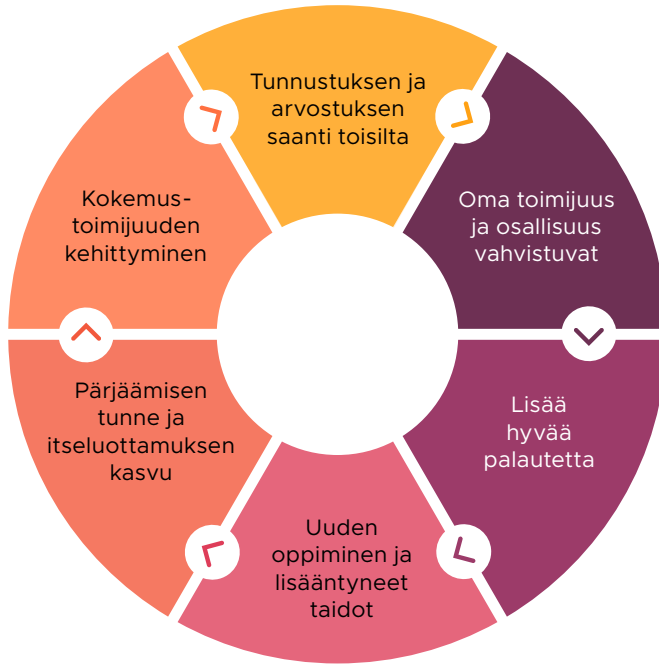 Tunnustuksen ja
arvostuksen
saanti toisilta
Oma toimijuus
ja osallisuus
vahvistuvat
Lisää
hyvää
palautetta
Uuden
oppiminen ja
lisääntyneet
taidot
Pärjäämisen
tunne ja
itseluottamuksen
kasvu
Kokemus-
toimijuuden
kehittyminen